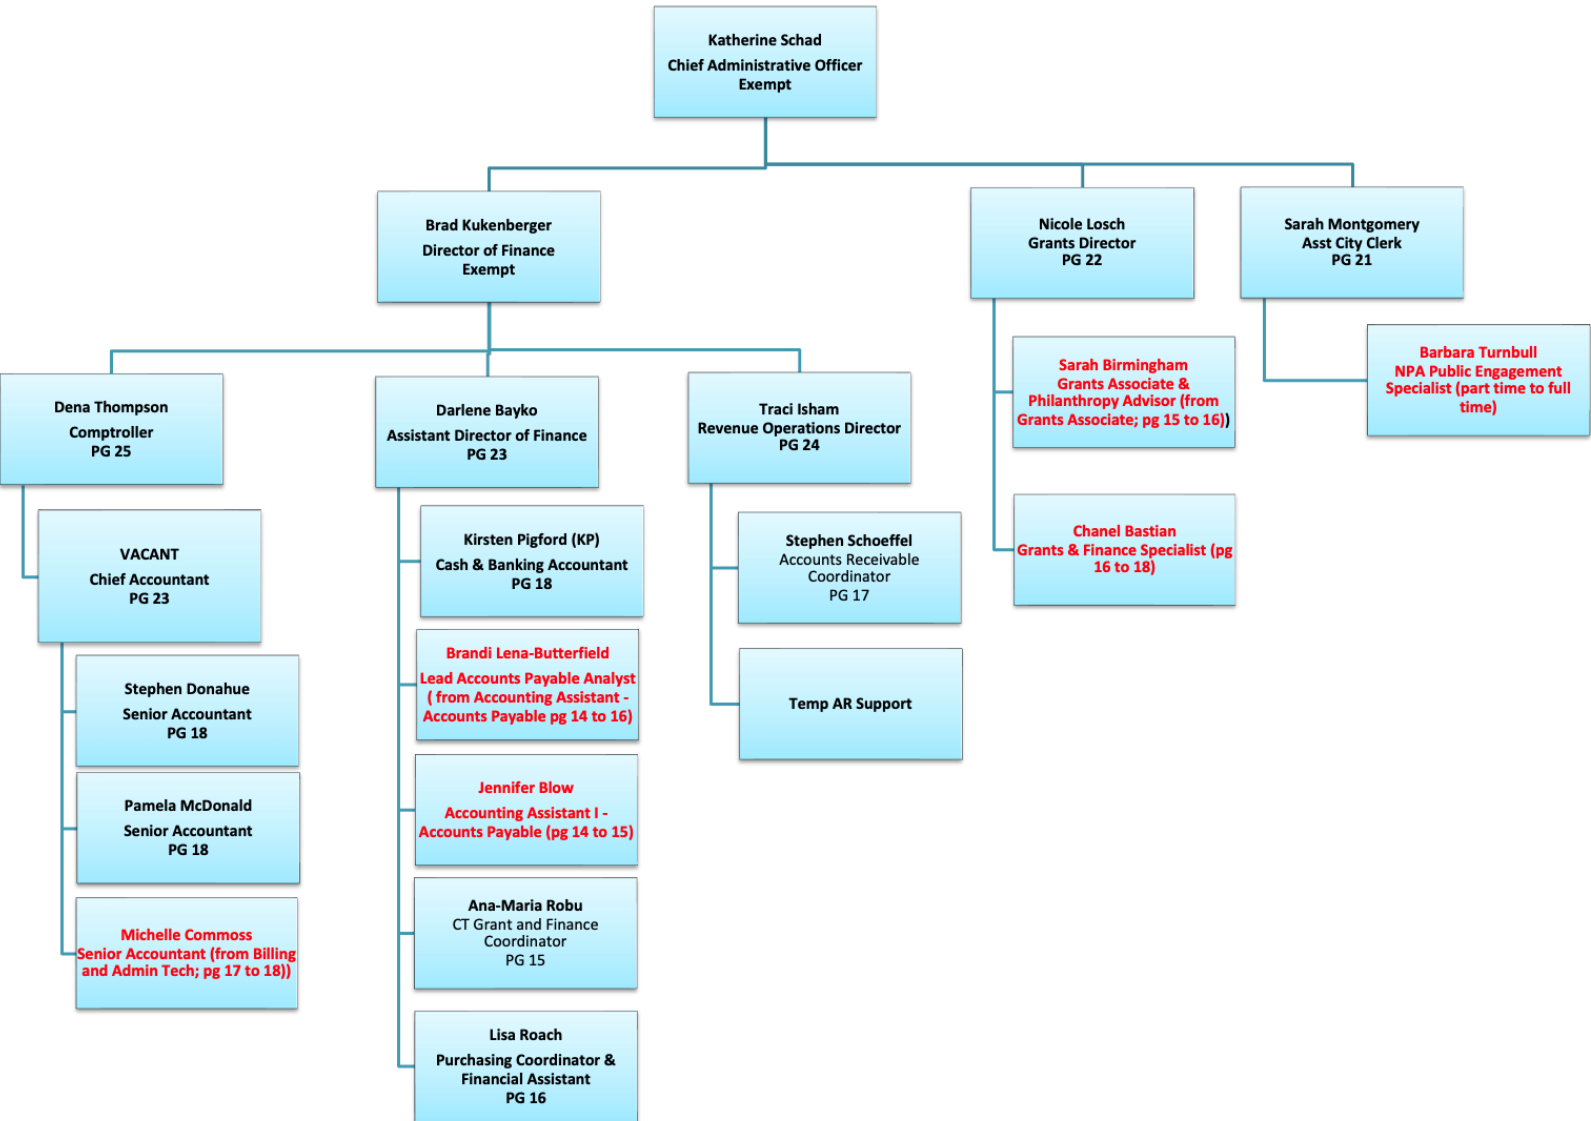 Katherine Schad
Chief Administrative Officer
Exempt
Brad Kukenberger
Director of Finance
Exempt
Nicole Losch
Grants Director
PG 22
Sarah Montgomery
Asst City Clerk
PG 21
Sarah Birmingham
Grants Associate &
Philanthropy Advisor (from
Grants Associate; pg 15 to 16))
Barbara Turnbull
NPA Public Engagement
Specialist (part time to full
time)
Chanel Bastian
Grants & Finance Specialist (pg
16 to 18)
Dena Thompson
Comptroller
PG 25
Darlene Bayko
Assistant Director of Finance
PG 23
Traci Isham
Revenue Operations Director
PG 24
VACANT
Chief Accountant
PG 23
Stephen Donahue
Senior Accountant
PG 18
Pamela McDonald
Senior Accountant
PG 18
Michelle Commoss
Senior Accountant (from Billing
and Admin Tech; pg 17 to 18))
Kirsten Pigford (KP)
Cash & Banking Accountant
PG 18
Brandi Lena-Butterfield
Lead Accounts Payable Analyst
( from Accounting Assistant -
Accounts Payable pg 14 to 16)
Jennifer Blow
Accounting Assistant I -
Accounts Payable (pg 14 to 15)
Ana-Maria Robu
CT Grant and Finance
Coordinator
PG 15
Lisa Roach
Purchasing Coordinator &
Financial Assistant
PG 16
Stephen Schoeffel
Accounts Receivable
Coordinator
PG 17
Temp AR Support